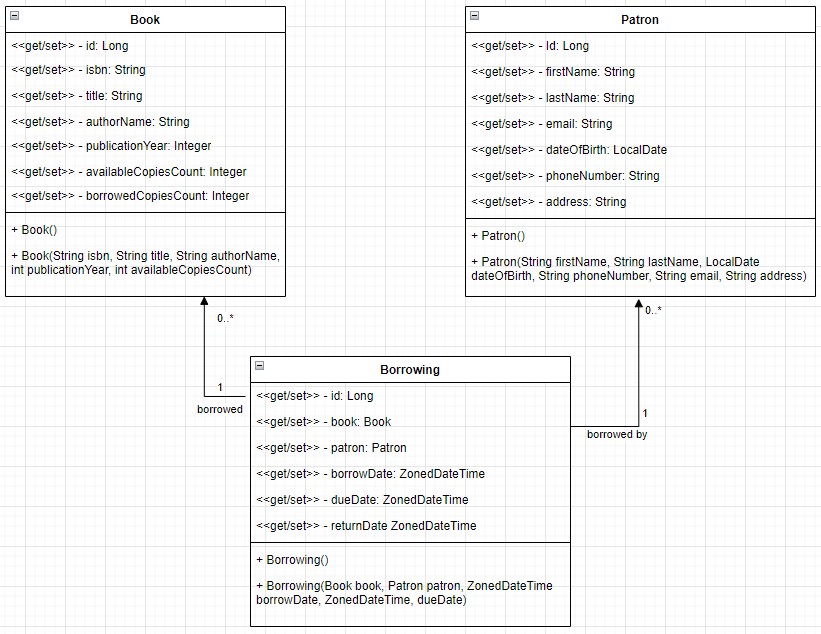 Book
<<get/set>> - id: Long
<<get/set>> - isbn: String
<<get/set>> - title: String
<<get/set>> - authorName: String
<<get/set>> - publicationYear: Integer
<<get/set>> - availableCopiesCount: Integer
<<get/set>> - borrowedCopiesCount: Integer
+ Book()
+ Book(String isbn, String title, String authorName,
int publicationYear, int availableCopiesCount)
Patron
<<get/set>> - Id: Long
<<get/set>> - firstName: String
<<get/set>> - lastName: String
<<get/set>> - email: String
<<get/set>> - dateOfBirth: LocalDate
<<get/set>> - phoneNumber: String
<<get/set>> - address: String
+ Patron()
+ Patron(String firstName, String lastName, LocalDate
dateOfBirth, String phoneNumber, String email, String address)
0..*
1
borrowed
0..*
1
borrowed by
Borrowing
<<get/set>> - id: Long
<<get/set>> - book: Book
<<get/set>> - patron: Patron
<<get/set>> - borrowDate: ZonedDateTime
<<get/set>> - dueDate: ZonedDateTime
<<get/set>> - returnDate ZonedDateTime
+ Borrowing()
+ Borrowing(Book book, Patron patron, ZonedDateTime
borrowDate, ZonedDateTime, dueDate)